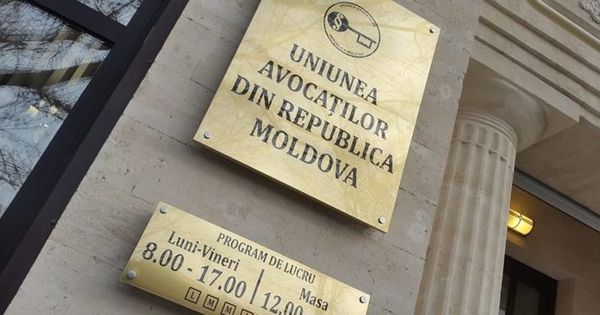 UNIUNEA
AVOCAȚILOR
DIN REPUBLICA
MOLDOVA
PROGRAM DE LUCRU
Luni-Vineri
8.00 - 17.00
L M M
Masa
12.00